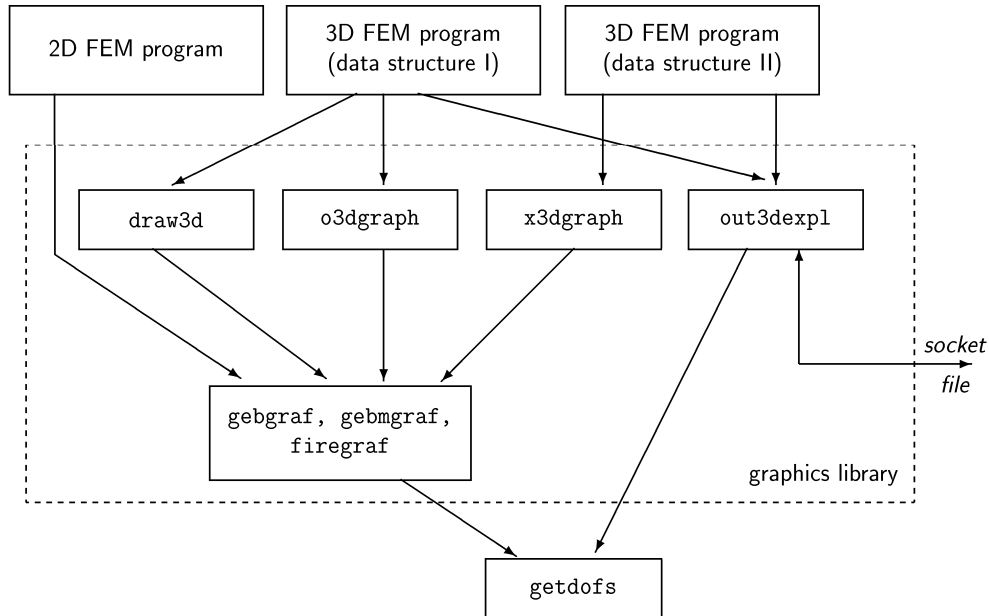 2D FEM program
3D FEM program
(data structure I)
3D FEM program
(data structure II)
draw3d
o3dgraph
x3dgraph
out3dexpl
socket
file
gebgraf, gebmgraf,
firegraf
graphics library
getdofs